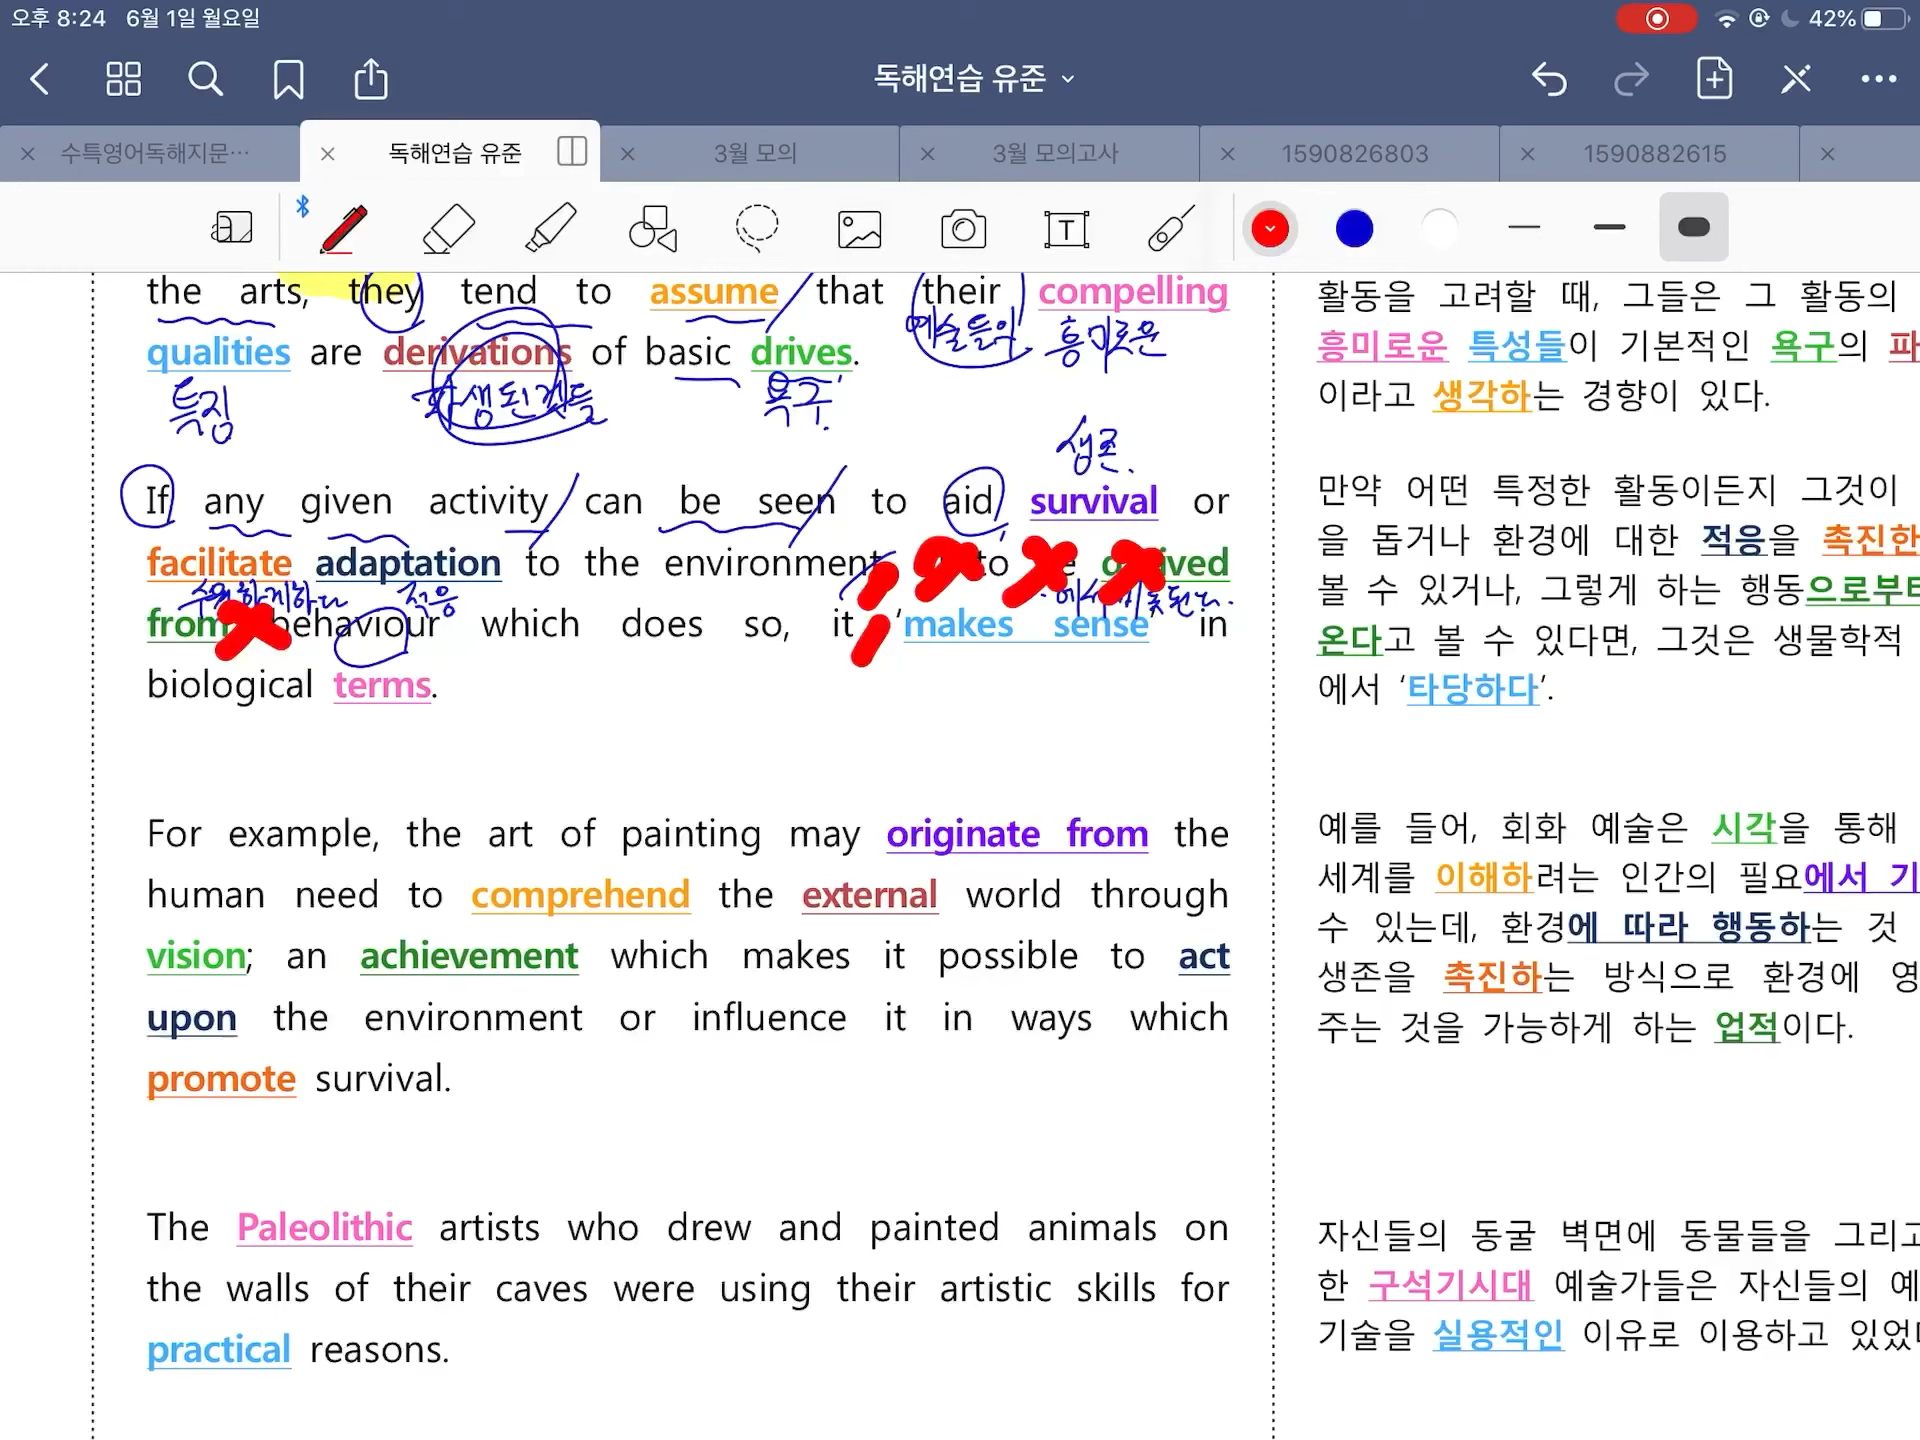 오후 8:24 6월 1일 월요일
42%
독해연습 유준
수특영어독해지문…
독해연습 유준
3월 모의
3월 모의고사
1590826803
1590882615
the arts, they tend to assume that their compelling
예술들의 흥미로운
qualities are derivations of basic drives.
특징 파생된것들 욕구
생존
If any given activity can be seen to aid survival or
facilitate adaptation to the environment to
적응
from behaviour which does so, it 'makes sense' in
biological terms.
For example, the art of painting may originate from the
human need to comprehend the external world through
vision; an achievement which makes it possible to act
upon the environment or influence it in ways which
promote survival.
The Paleolithic artists who drew and painted animals on
the walls of their caves were using their artistic skills for
practical reasons.
활동을 고려할 때, 그들은 그 활동의
흥미로운 특성들이 기본적인 욕구의 파
이라고 생각하는 경향이 있다.
만약 어떤 특정한 활동이든지 그것이
을 돕거나 환경에 대한 적응을 촉진한
볼 수 있거나, 그렇게 하는 행동으로부터
온다고 볼 수 있다면, 그것은 생물학적
에서 '타당하다'.
예를 들어, 회화 예술은 시각을 통해
세계를 이해하려는 인간의 필요에서 기
수 있는데, 환경에 따라 행동하는 것
생존을 촉진하는 방식으로 환경에 영
주는 것을 가능하게 하는 업적이다.
자신들의 동굴 벽면에 동물들을 그리고
한 구석기시대 예술가들은 자신들의 예
기술을 실용적인 이유로 이용하고 있었